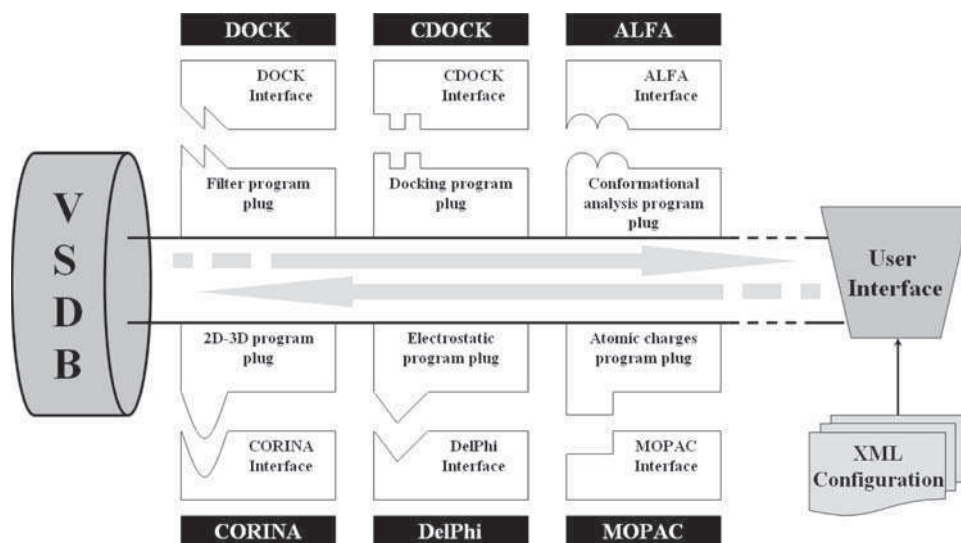 DOCK
CDOCK
ALFA
DOCK
Interface
CDOCK
Interface
ALFA
Interface
Filter program
plug
Docking program
plug
Conformational
analysis program
plug
V
S
D
B
User
Interface
2D-3D program
plug
Electrostatic
program plug
Atomic charges
program plug
CORINA
Interface
DelPhi
Interface
MOPAC
Interface
XML
Configuration
CORINA
DelPhi
MOPAC